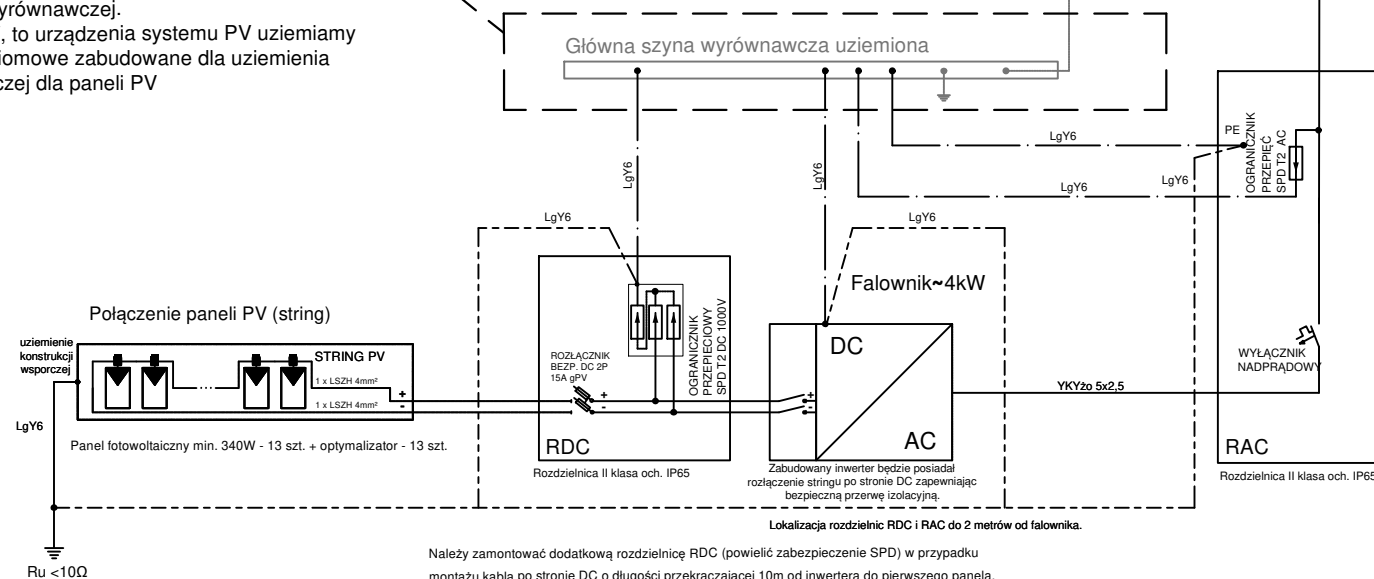 yrównawczej.
, to urządzenia systemu PV uziemiamy
iomowe zabudowane dla uziemienia
czej dla paneli PV
Główna szyna wyrównawcza uziemiona
LgY6
LgY6
LgY6
LgY6
LgY6
LgY6
LgY6
PE
OGRANICZNIK
PRZEPIĘĆ
SPD T2 AC
Połączenie paneli PV (string)
uziemienie
konstrukcji
wsporczej
STRING PV
1 x LSZH 4mm²
1 x LSZH 4mm²
+
-
LgY6
Panel fotowoltaiczny min. 340W - 13 szt. + optymalizator - 13 szt.
ROZŁĄCZNIK
BEZP. DC 2P
15A gPV
+
-
OGRANICZNIK
PRZEPIECIOWY
SPD T2 DC 1000V
RDC
Rozdzielnica II klasa och. IP65
Falownik~4kW
DC
+
-
AC
Zabudowany inwerter będzie posiadał
rozłączenie stringu po stronie DC zapewniając
bezpieczną przerwę izolacyjną.
YKYżo 5x2,5
WYŁĄCZNIK
NADPRĄDOWY
RAC
Rozdzielnica II klasa och. IP65
Lokalizacja rozdzielnic RDC i RAC do 2 metrów od falownika.
Ru <10Ω
Należy zamontować dodatkową rozdzielnicę RDC (powielić zabezpieczenie SPD) w przypadku
montażu kabla po stronie DC o długości przekraczającej 10m od inwertera do pierwszego panela.